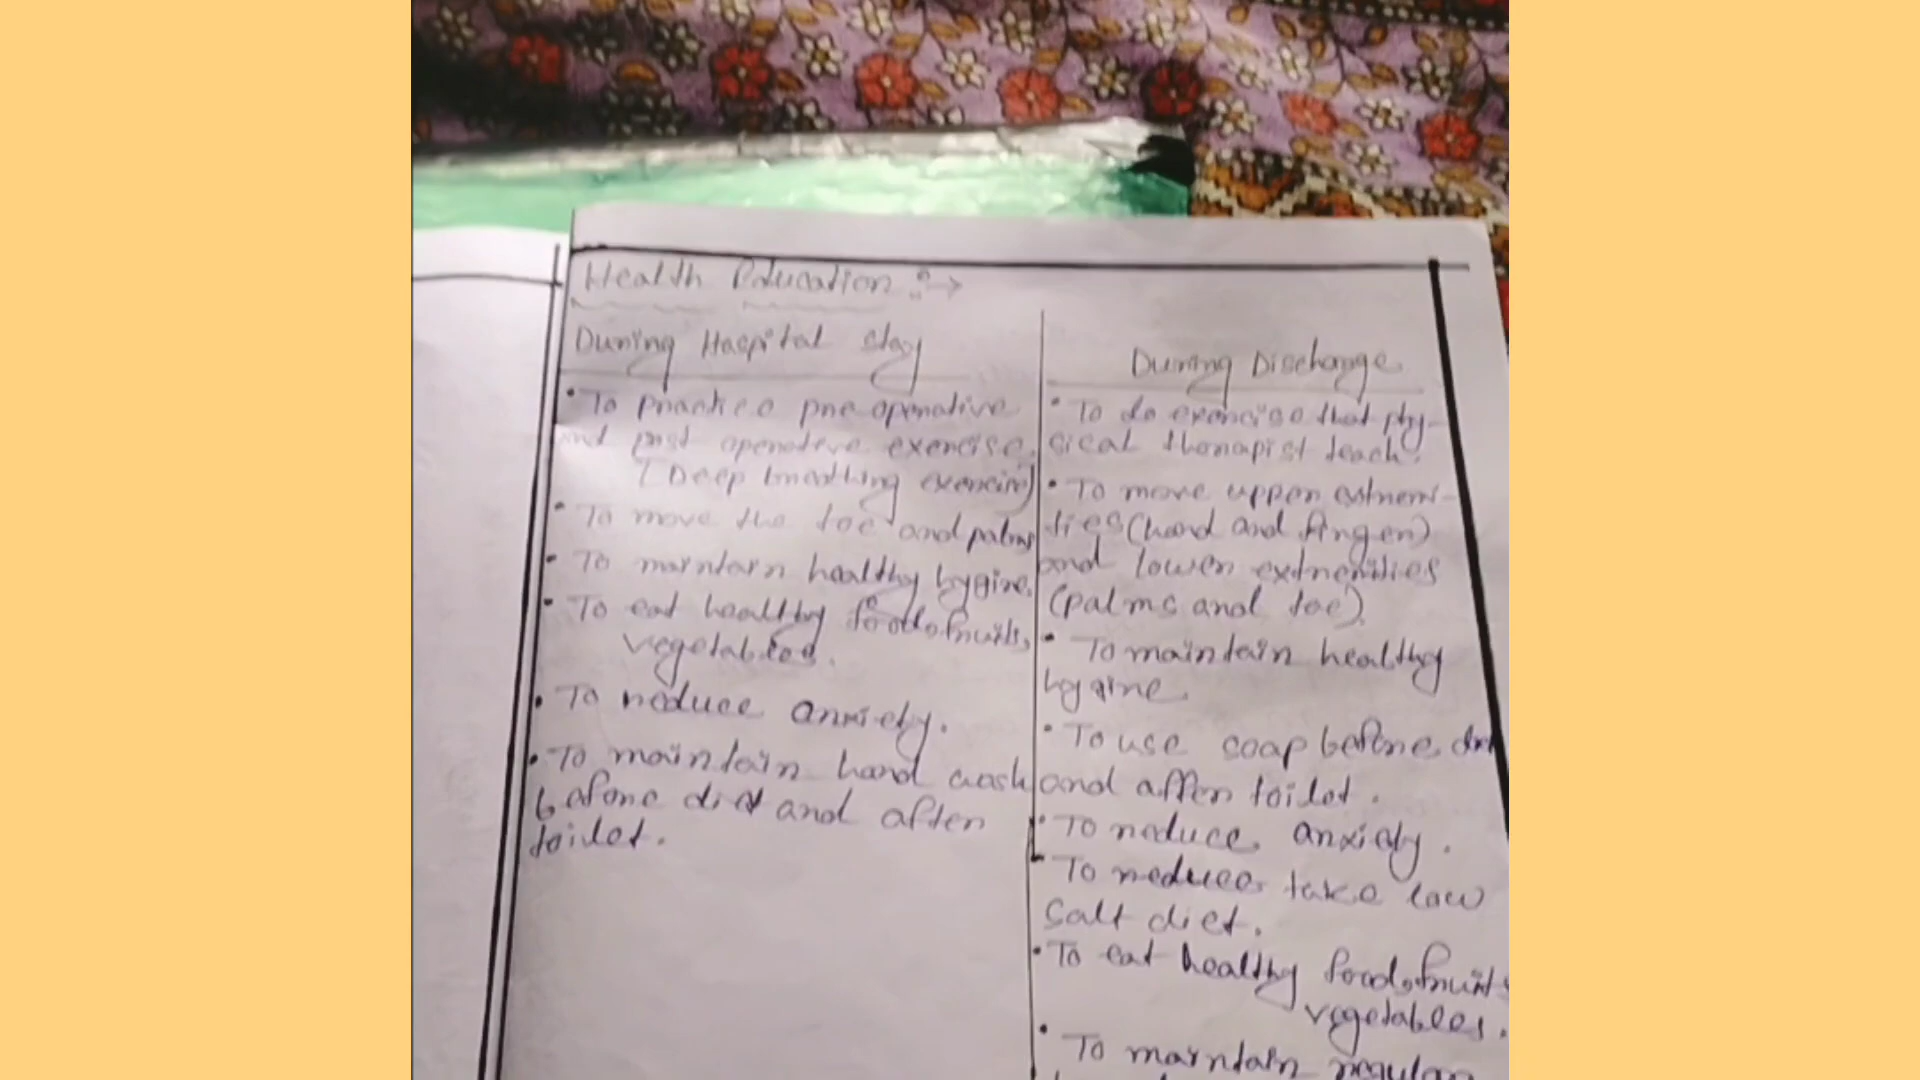 Health Education :→
During Hospital stay
• To practice pre operative
and post operative exercise.
[Deep breathing exercise]
• To move the toe and palms
• To maintain healthy hygine.
• To eat healthy food, fruits,
vegetables.
• To reduce anxiety.
• To maintain hand wash
before diet and after
toilet.
During Discharge
• To do exercise that phy-
sical therapist teach.
• To move upper extremi-
ties (hand and finger)
and lower extremities
(palms and toe).
• To maintain healthy
hygine.
• To use soap before
and after toilet.
• To reduce anxiety.
• To reduce take low
salt diet.
• To eat healthy food, fruits
vegetables.
• To maintain regular